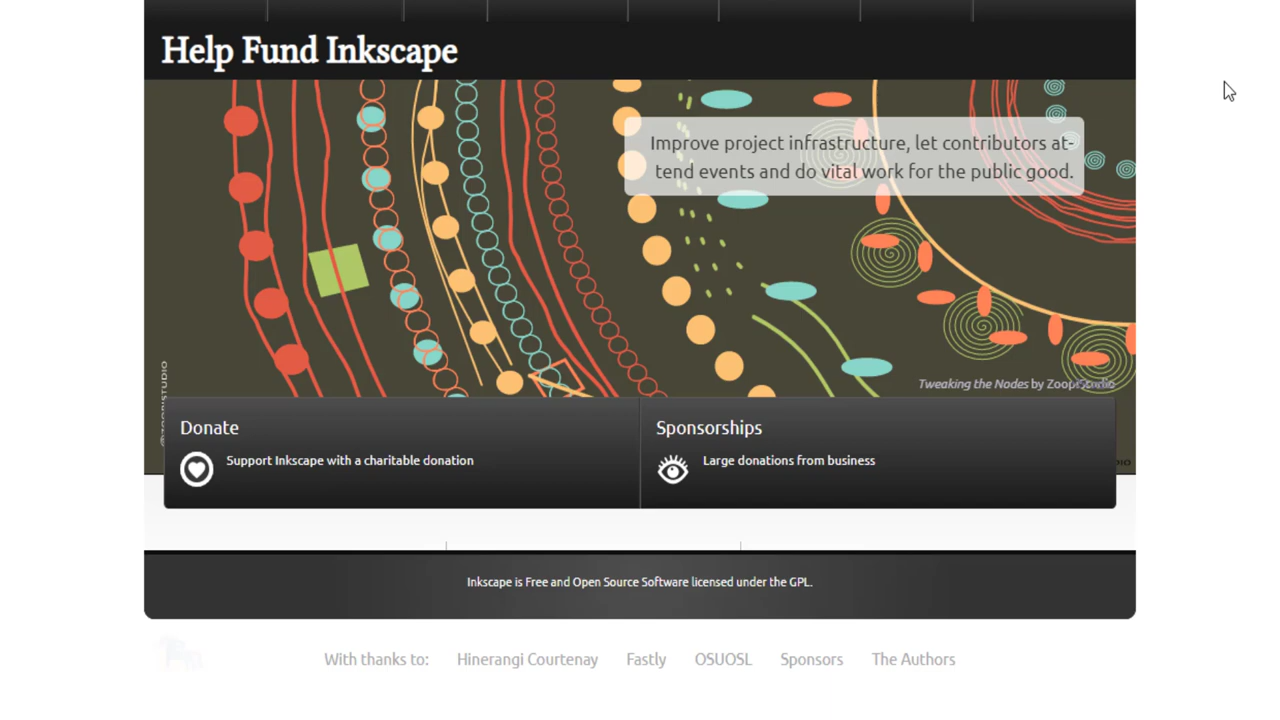 Help Fund Inkscape
Improve project infrastructure, let contributors at-
tend events and do vital work for the public good.
Tweaking the Nodes by ZoopiStudio
@ZOOPISTUDIO
Donate
Support Inkscape with a charitable donation
Sponsorships
Large donations from business
Inkscape is Free and Open Source Software licensed under the GPL.
With thanks to: Hinerangi Courtenay Fastly OSUOSL Sponsors The Authors